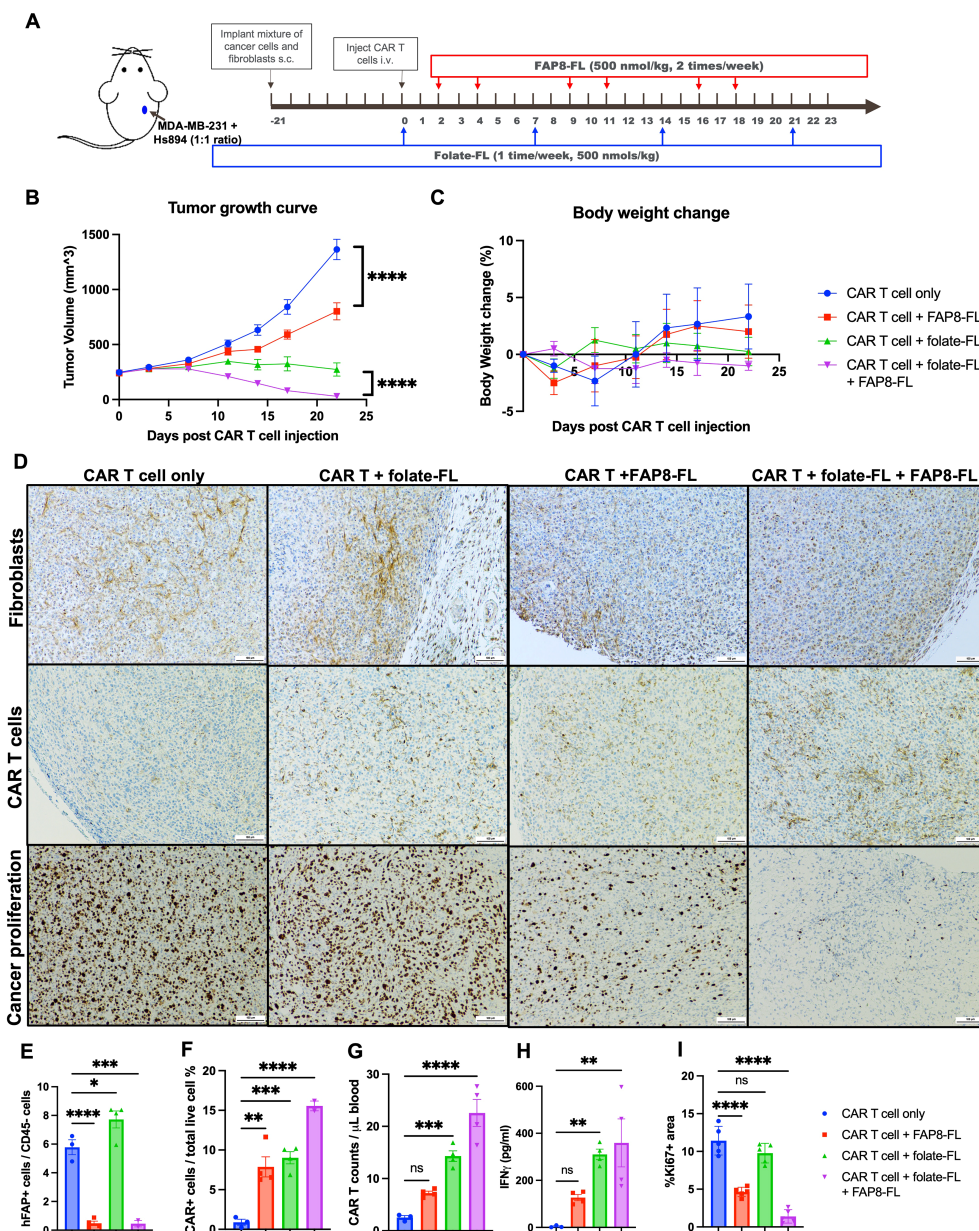 A
Implant mixture of
cancer cells and
fibroblasts s.c.
Inject CAR T
cells i.v.
FAP8-FL (500 nmol/kg, 2 times/week)
MDA-MB-231 +
Hs894 (1:1 ratio)
-21 0 1 2 3 4 5 6 7 8 9 10 11 12 13 14 15 16 17 18 19 20 21 22 23
Folate-FL (1 time/week, 500 nmols/kg)
B
Tumor growth curve
Tumor Volume (mm^3)
1500
1000
500
0
0 5 10 15 20 25
Days post CAR T cell injection
****
****
C
Body weight change
Body Weight change (%)
10
5
0
-5
5 10 15 20 25
Days post CAR T cell injection
CAR T cell only
CAR T cell + FAP8-FL
CAR T cell + folate-FL
CAR T cell + folate-FL
+ FAP8-FL
D
CAR T cell only
CAR T + folate-FL
CAR T +FAP8-FL
CAR T + folate-FL + FAP8-FL
Fibroblasts
CAR T cells
Cancer proliferation
E
hFAP+ cells / CD45- cells
10
8
6
4
2
0
***
*
****
F
CAR+ cells / total live cell %
20
15
10
5
0
****
***
**
G
CAR T counts / μL blood
30
20
10
0
****
***
ns
H
IFNγ (pg/ml)
600
400
200
0
**
**
ns
I
%Ki67+ area
20
15
10
5
0
****
ns
****
CAR T cell only
CAR T cell + FAP8-FL
CAR T cell + folate-FL
CAR T cell + folate-FL
+ FAP8-FL